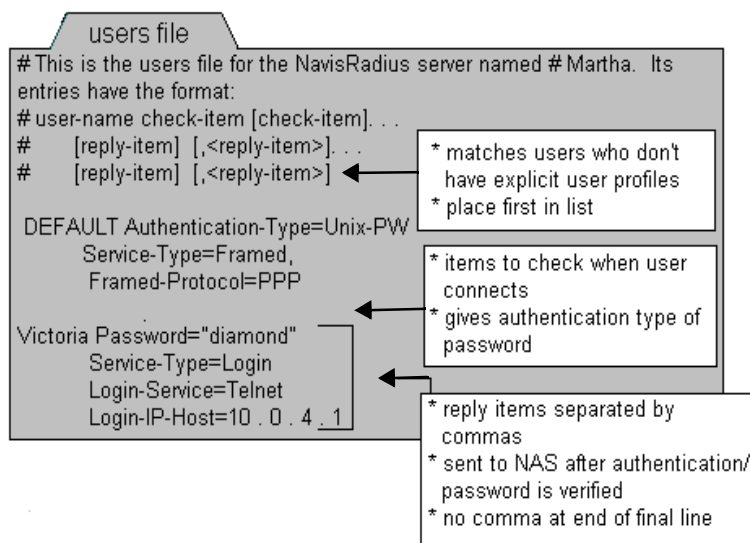 users file
# This is the users file for the NavisRadius server named # Martha. Its
entries have the format:
# user-name check-item [check-item]. . .
# [reply-item] [,<reply-item>]. . .
# [reply-item] [,<reply-item>]
* matches users who don't
have explicit user profiles
* place first in list
DEFAULT Authentication-Type=Unix-PW
Service-Type=Framed,
Framed-Protocol=PPP
* items to check when user
connects
* gives authentication type of
password
Victoria Password="diamond"
Service-Type=Login
Login-Service=Telnet
Login-IP-Host=10 . 0 . 4 . 1
* reply items separated by
commas
* sent to NAS after authentication/
password is verified
* no comma at end of final line